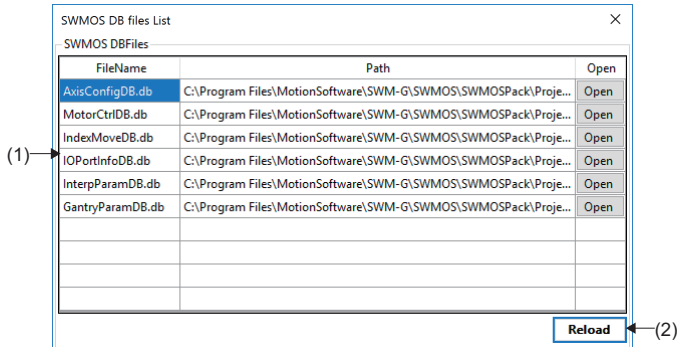 SWMOS DB files List
SWMOS DBFiles
FileName Path Open
AxisConfigDB.db C:\Program Files\MotionSoftware\SWM-G\SWMOS\SWMOSPack\Proje... Open
MotorCtrlDB.db C:\Program Files\MotionSoftware\SWM-G\SWMOS\SWMOSPack\Proje... Open
IndexMoveDB.db C:\Program Files\MotionSoftware\SWM-G\SWMOS\SWMOSPack\Proje... Open
(1) IOPortInfoDB.db C:\Program Files\MotionSoftware\SWM-G\SWMOS\SWMOSPack\Proje... Open
InterpParamDB.db C:\Program Files\MotionSoftware\SWM-G\SWMOS\SWMOSPack\Proje... Open
GantryParamDB.db C:\Program Files\MotionSoftware\SWM-G\SWMOS\SWMOSPack\Proje... Open
Reload (2)